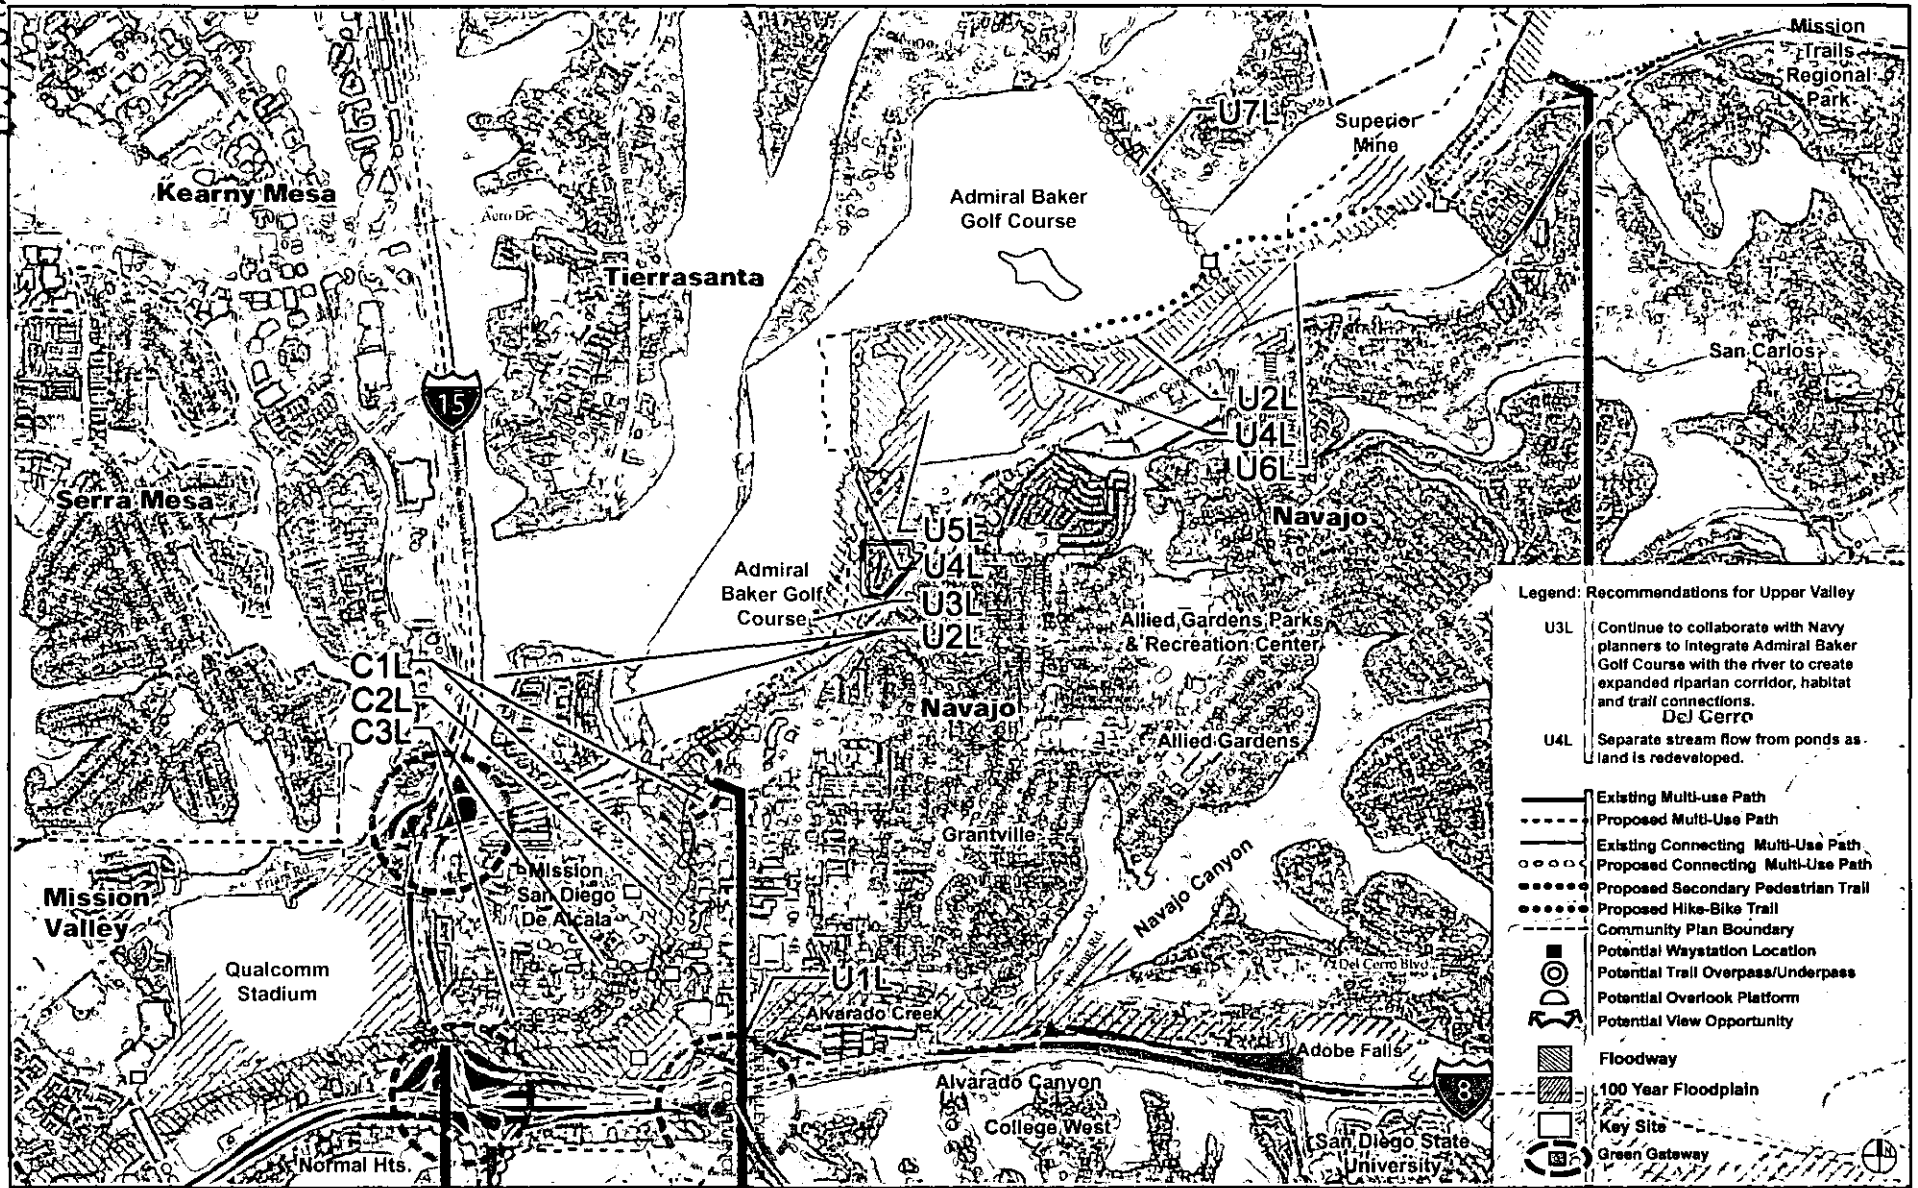 Mission
Trails
Regional
Park
U7L
Superior
Mine
Kearny Mesa
Admiral Baker
Golf Course
Aero Dr.
Tierrasanta
San Carlos
15
Mission Gorge Rd.
U2L
U4L
U6L
Serra Mesa
Navajo
U5L
U4L
U3L
U2L
Admiral
Baker Golf
Course
Allied Gardens Parks
& Recreation Center
C1L
C2L
C3L
Navajo
Allied Gardens
Grantville
Navajo Canyon
Friars Rd.
Mission
San Diego
De Alcala
Mission
Valley
Del Cerro Blvd.
Qualcomm
Stadium
U1L
Alvarado Creek
Adobe Falls
8
Alvarado Canyon
College West
San Diego State
University
Normal Hts.
Legend: Recommendations for Upper Valley
U3L Continue to collaborate with Navy
planners to integrate Admiral Baker
Golf Course with the river to create
expanded riparian corridor, habitat
and trail connections.
Del Cerro
U4L Separate stream flow from ponds as
land is redeveloped.
Existing Multi-use Path
Proposed Multi-Use Path
Existing Connecting Multi-Use Path
Proposed Connecting Multi-Use Path
Proposed Secondary Pedestrian Trail
Proposed Hike-Bike Trail
Community Plan Boundary
Potential Waystation Location
Potential Trail Overpass/Underpass
Potential Overlook Platform
Potential View Opportunity
Floodway
100 Year Floodplain
Key Site
Green Gateway
N